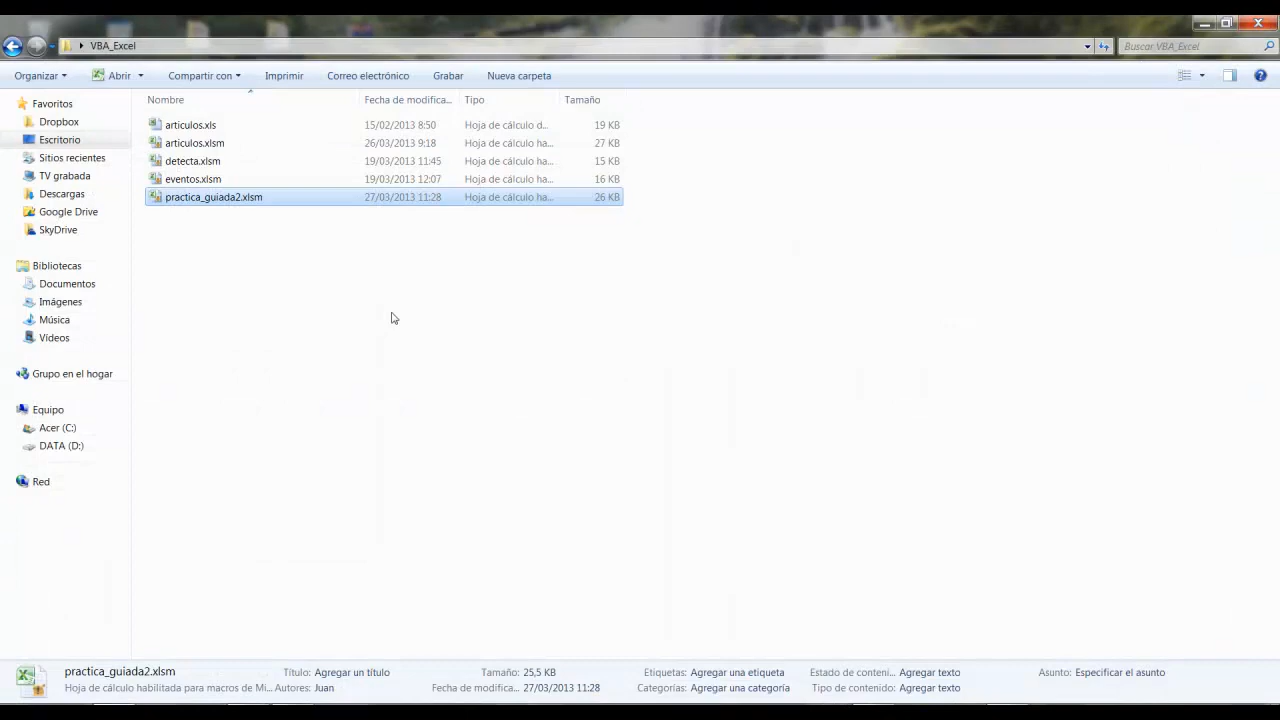 VBA_Excel
Buscar VBA_Excel
Organizar Abrir Compartir con Imprimir Correo electrónico Grabar Nueva carpeta
Nombre Fecha de modifica... Tipo Tamaño
articulos.xls 15/02/2013 8:50 Hoja de cálculo d... 19 KB
articulos.xlsm 26/03/2013 9:18 Hoja de cálculo ha... 27 KB
detecta.xlsm 19/03/2013 11:45 Hoja de cálculo ha... 15 KB
eventos.xlsm 19/03/2013 12:07 Hoja de cálculo ha... 16 KB
practica_guiada2.xlsm 27/03/2013 11:28 Hoja de cálculo ha... 26 KB
Favoritos
Dropbox
Escritorio
Sitios recientes
TV grabada
Descargas
Google Drive
SkyDrive
Bibliotecas
Documentos
Imágenes
Música
Vídeos
Grupo en el hogar
Equipo
Acer (C:)
DATA (D:)
Red
practica_guiada2.xlsm Título: Agregar un título Tamaño: 25,5 KB Etiquetas: Agregar una etiqueta Estado de conteni... Agregar texto Asunto: Especificar el asunto
Hoja de cálculo habilitada para macros de Mi... Autores: Juan Fecha de modifica... 27/03/2013 11:28 Categorías: Agregar una categoría Tipo de contenido: Agregar texto